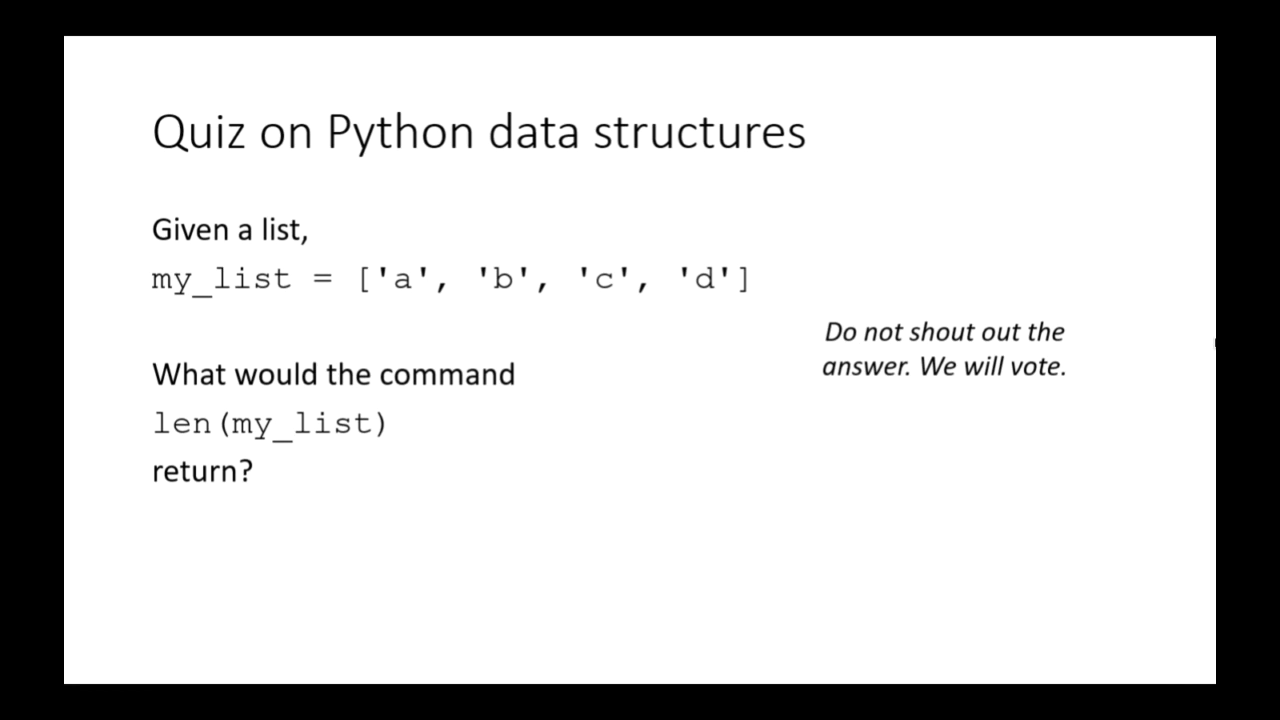 Quiz on Python data structures
Given a list,
my_list = ['a', 'b', 'c', 'd']
Do not shout out the
answer. We will vote.
What would the command
len(my_list)
return?